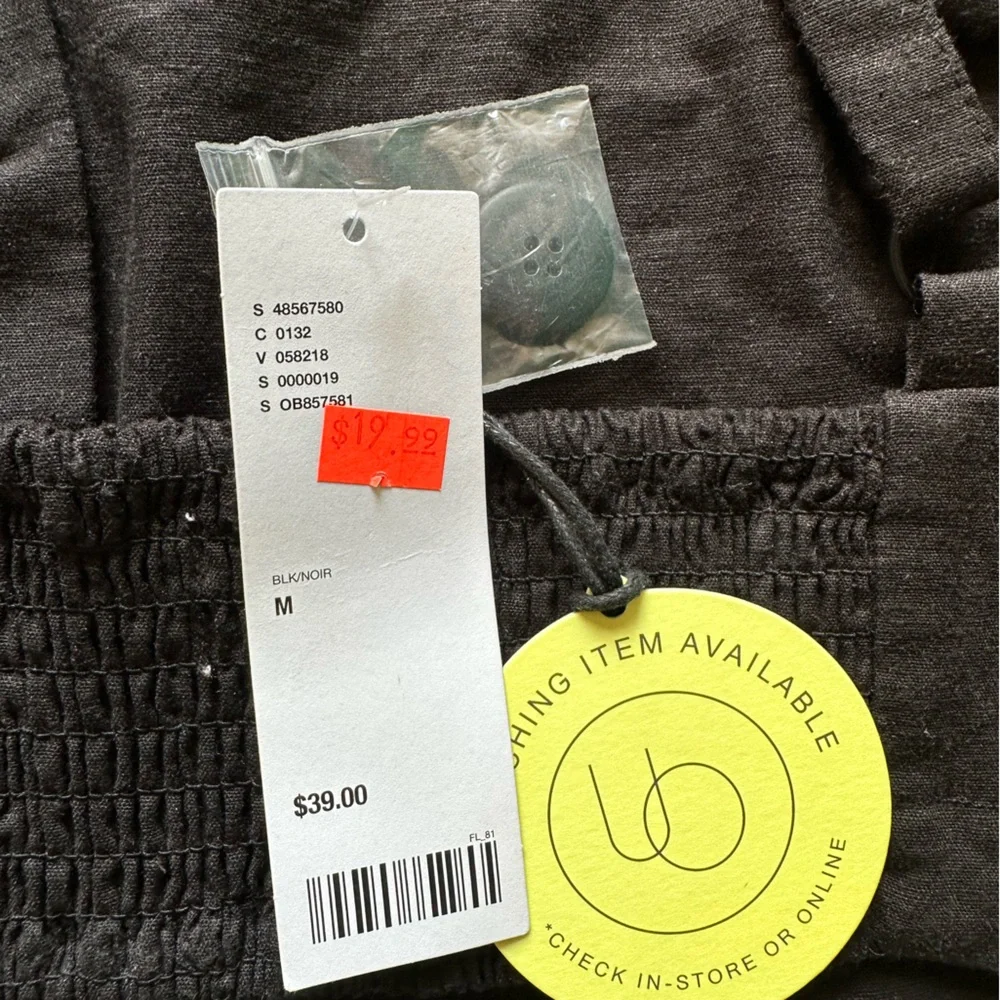 S 48567580
C 0132
V 058218
S 0000019
S OB857581
$19.99
BLK/NOIR
M
$39.00
FL_81
ITEM AVAILABLE
*CHECK IN-STORE OR ONLINE